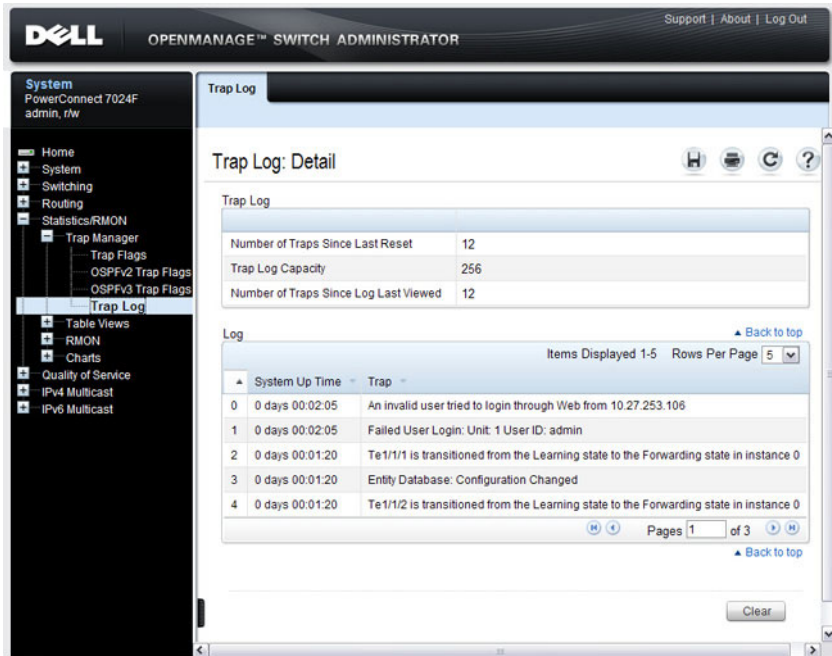 Support | About | Log Out
DELL
OPENMANAGE™ SWITCH ADMINISTRATOR
System
PowerConnect 7024F
admin, r/w
Home
System
Switching
Routing
Statistics/RMON
Trap Manager
Trap Flags
OSPFv2 Trap Flags
OSPFv3 Trap Flags
Trap Log
Table Views
RMON
Charts
Quality of Service
IPv4 Multicast
IPv6 Multicast
Trap Log
Trap Log: Detail
Trap Log
Number of Traps Since Last Reset 12
Trap Log Capacity 256
Number of Traps Since Log Last Viewed 12
Log
Back to top
Items Displayed 1-5 Rows Per Page 5
System Up Time Trap
0 0 days 00:02:05 An invalid user tried to login through Web from 10.27.253.106
1 0 days 00:02:05 Failed User Login: Unit: 1 User ID: admin
2 0 days 00:01:20 Te1/1/1 is transitioned from the Learning state to the Forwarding state in instance 0
3 0 days 00:01:20 Entity Database: Configuration Changed
4 0 days 00:01:20 Te1/1/2 is transitioned from the Learning state to the Forwarding state in instance 0
Pages 1 of 3
Back to top
Clear